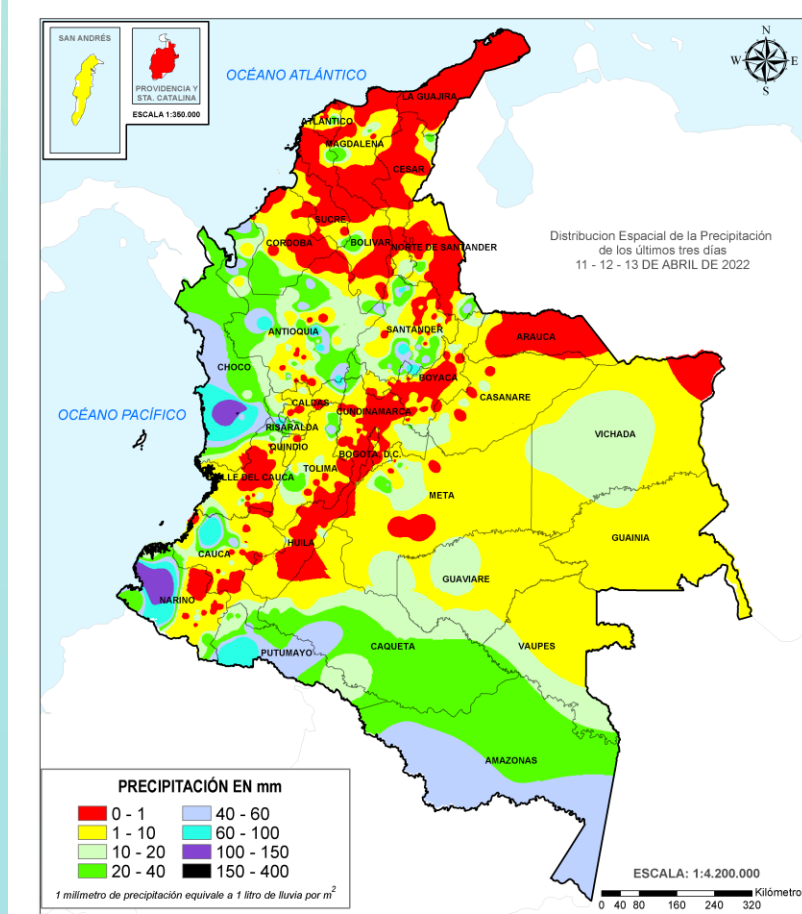 SAN ANDRÉS
PROVIDENCIA Y
STA. CATALINA
ESCALA 1:350.000
OCÉANO ATLÁNTICO
N
W
E
S
LA GUAJIRA
ATLÁNTICO
MAGDALENA
CESAR
SUCRE
CORDOBA
BOLIVAR
NORTE DE SANTANDER
Distribucion Espacial de la Precipitación
de los últimos tres días
11 - 12 - 13 DE ABRIL DE 2022
ANTIOQUIA
SANTANDER
ARAUCA
CHOCO
BOYACA
CASANARE
OCÉANO PACÍFICO
CALDAS
CUNDINAMARCA
RISARALDA
VICHADA
QUINDIO
BOGOTA, D.C.
TOLIMA
VALLE DEL CAUCA
META
GUAINIA
CAUCA
HUILA
GUAVIARE
NARIÑO
PUTUMAYO
CAQUETA
VAUPES
AMAZONAS
PRECIPITACIÓN EN mm
0 - 1
40 - 60
1 - 10
60 - 100
10 - 20
100 - 150
20 - 40
150 - 400
1 milímetro de precipitación equivale a 1 litro de lluvia por m²
ESCALA: 1:4.200.000
Kilómetro
0 40 80 160 240 320